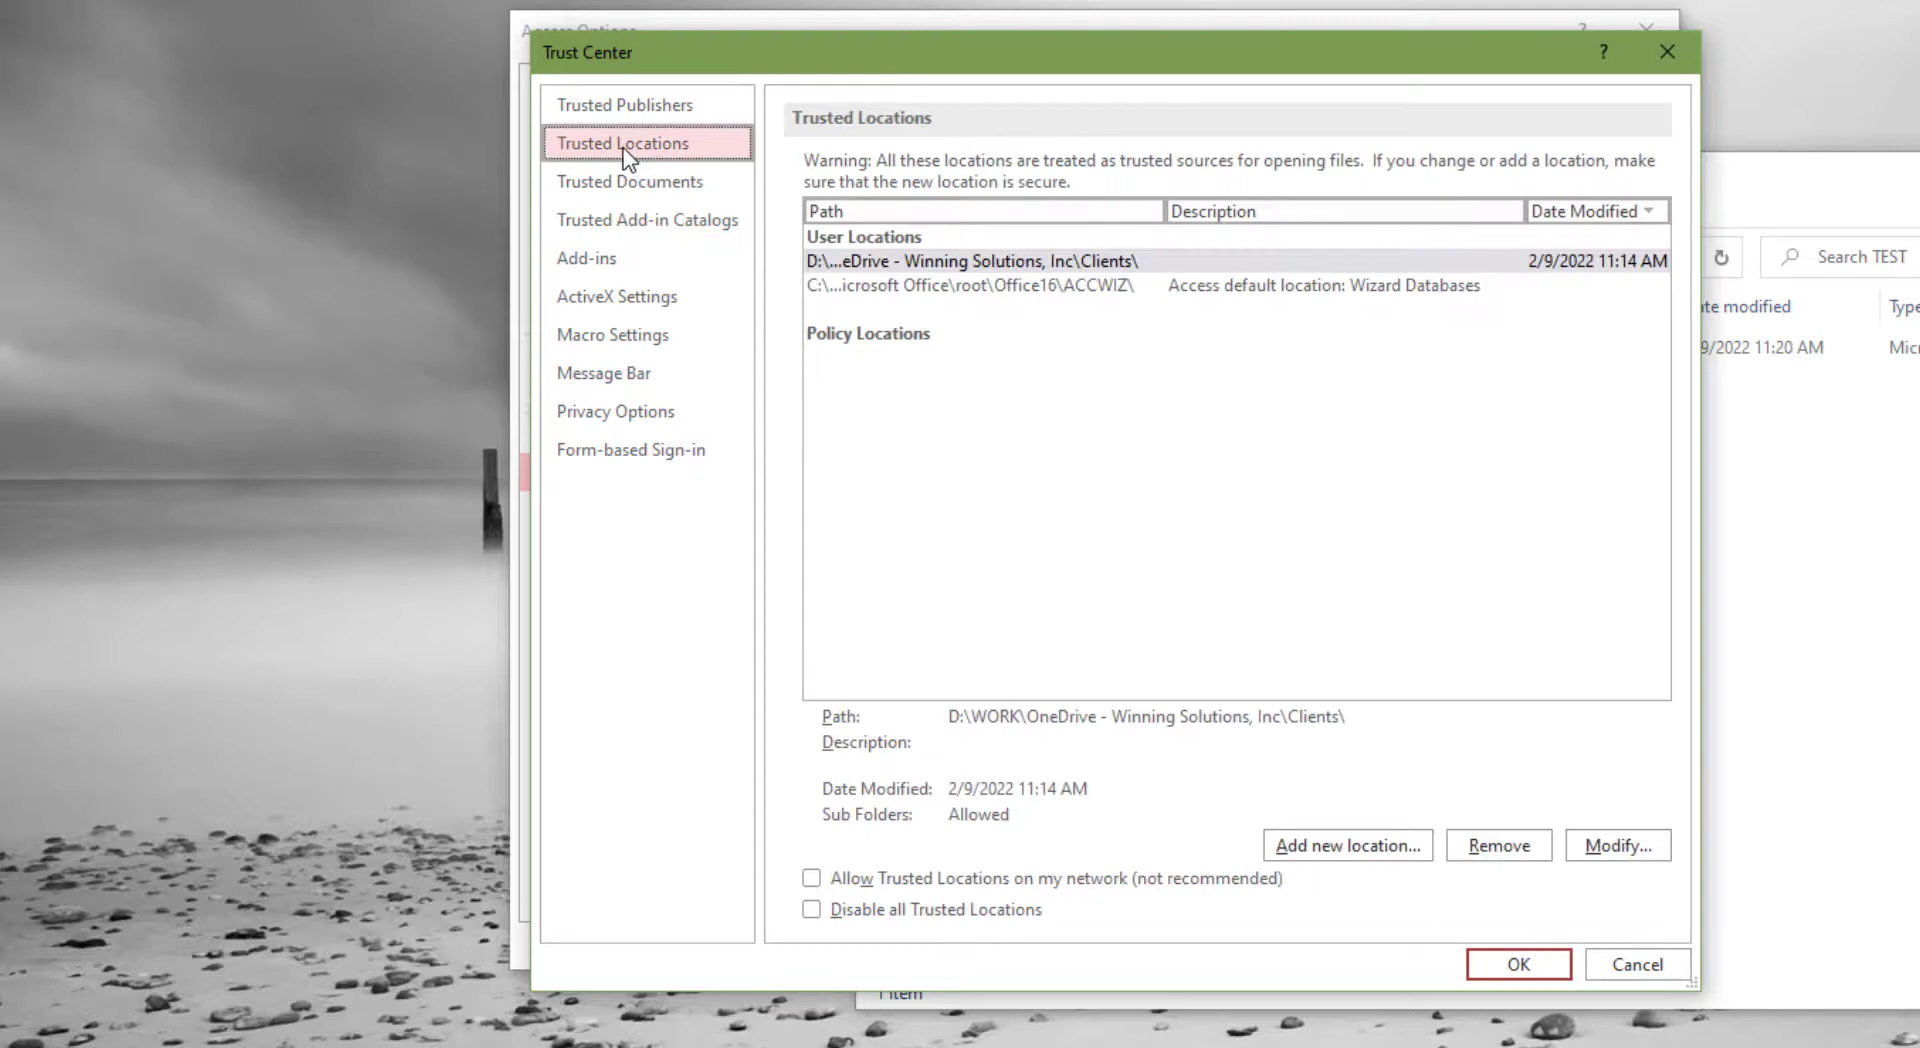 Access Options
?
Trust Center
?
Trusted Publishers
Trusted Locations
Trusted Documents
Trusted Add-in Catalogs
Add-ins
ActiveX Settings
Macro Settings
Message Bar
Privacy Options
Form-based Sign-in
Trusted Locations
Warning: All these locations are treated as trusted sources for opening files. If you change or add a location, make
sure that the new location is secure.
Path Description Date Modified
User Locations
D:\...eDrive - Winning Solutions, Inc\Clients\ 2/9/2022 11:14 AM
C:\...icrosoft Office\root\Office16\ACCWIZ\ Access default location: Wizard Databases
Policy Locations
Path: D:\WORK\OneDrive - Winning Solutions, Inc\Clients\
Description:
Date Modified: 2/9/2022 11:14 AM
Sub Folders: Allowed
Add new location... Remove Modify...
Allow Trusted Locations on my network (not recommended)
Disable all Trusted Locations
OK Cancel
Search TEST
ate modified Type
9/2022 11:20 AM Mic
1 item